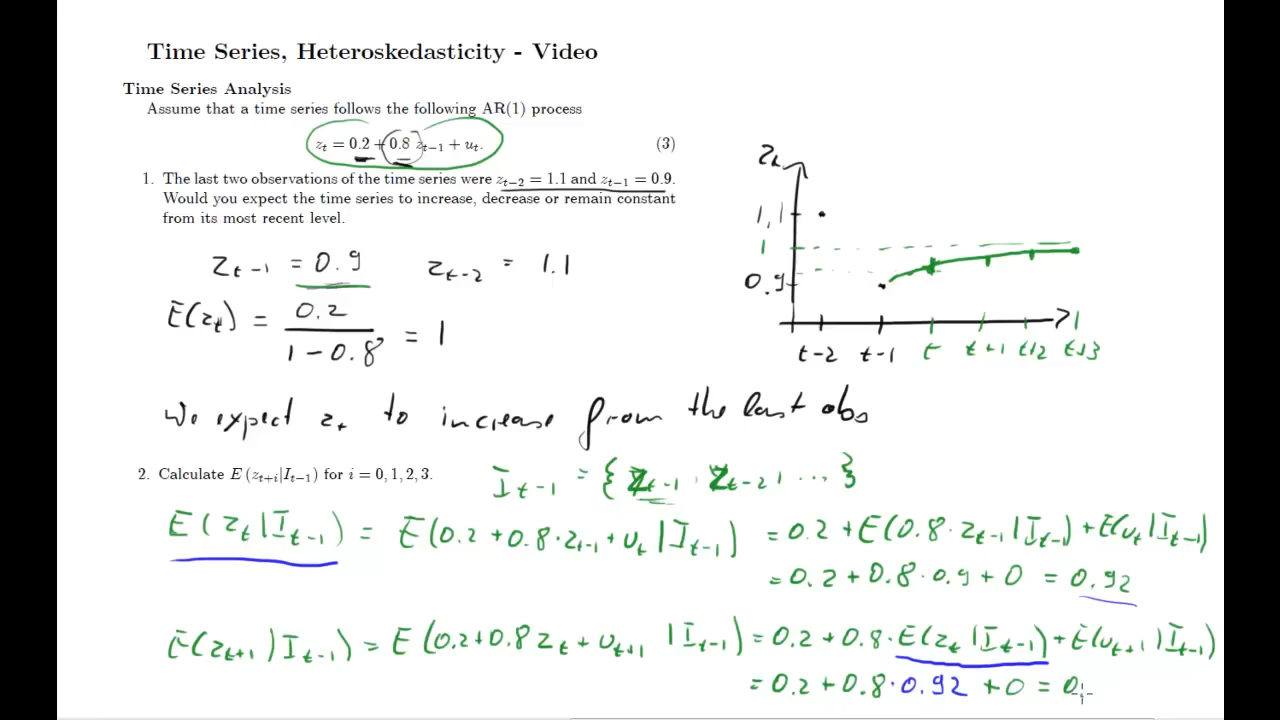 Time Series, Heteroskedasticity - Video
Time Series Analysis
Assume that a time series follows the following AR(1) process
z_t = 0.2 + 0.8 z_{t−1} + u_t. (3)
1. The last two observations of the time series were z_{t−2} = 1.1 and z_{t−1} = 0.9.
Would you expect the time series to increase, decrease or remain constant
from its most recent level.
z_{t-1} = 0.9 z_{t-2} = 1.1
E(z_t) = 0.2 / (1 - 0.8) = 1
z_t
1,1
1
0.9
t-2 t-1 t t+1 t+2 t+3
We expect z_t to increase from the last obs
2. Calculate E (z_{t+i}|I_{t−1}) for i = 0, 1, 2, 3.
I_{t-1} = { z_{t-1}, z_{t-2}, ... }
E(z_t | I_{t-1}) = E(0.2 + 0.8·z_{t-1} + u_t | I_{t-1}) = 0.2 + E(0.8·z_{t-1} | I_{t-1}) + E(u_t | I_{t-1})
= 0.2 + 0.8·0.9 + 0 = 0.92
E(z_{t+1} | I_{t-1}) = E(0.2 + 0.8 z_t + u_{t+1} | I_{t-1}) = 0.2 + 0.8·E(z_t | I_{t-1}) + E(u_{t+1} | I_{t-1})
= 0.2 + 0.8·0.92 + 0 = 0.